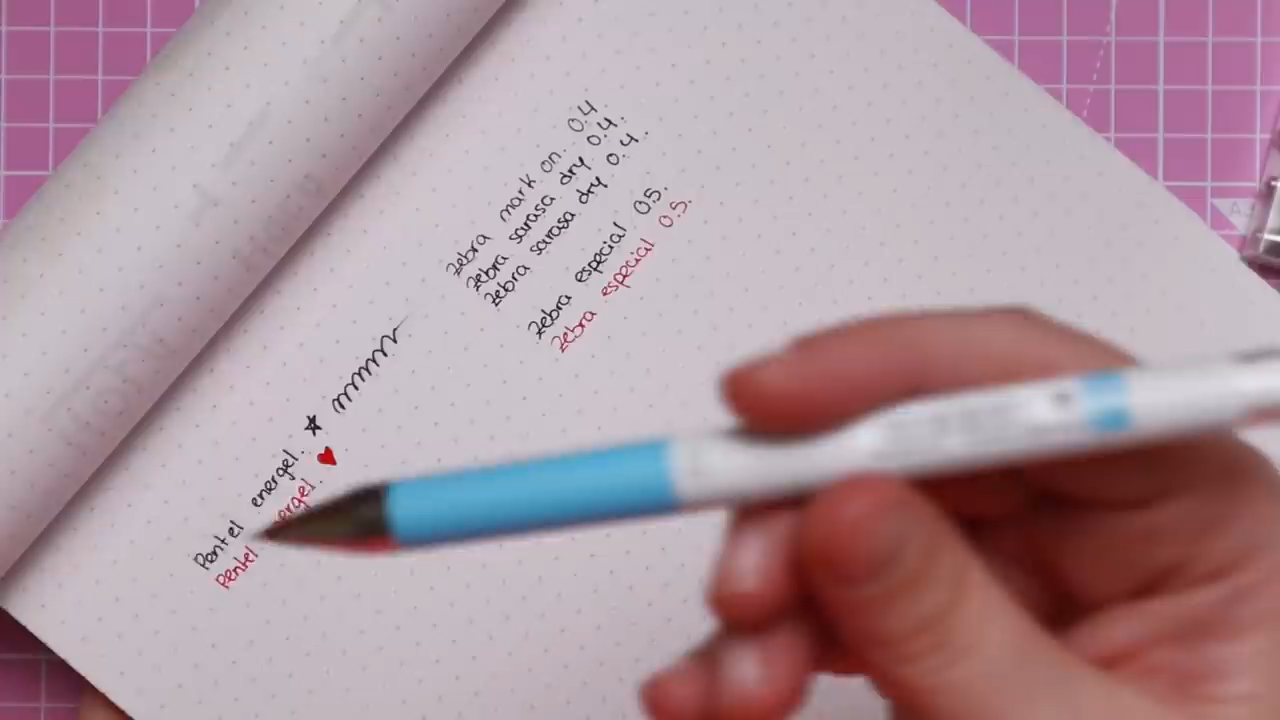 zebra mark on. 0.4
zebra sarasa dry 0.4.
zebra sarasa dry 0.4.
zebra especial 0.5.
zebra especial 0.5.
Pentel energel.
Pentel ergel.